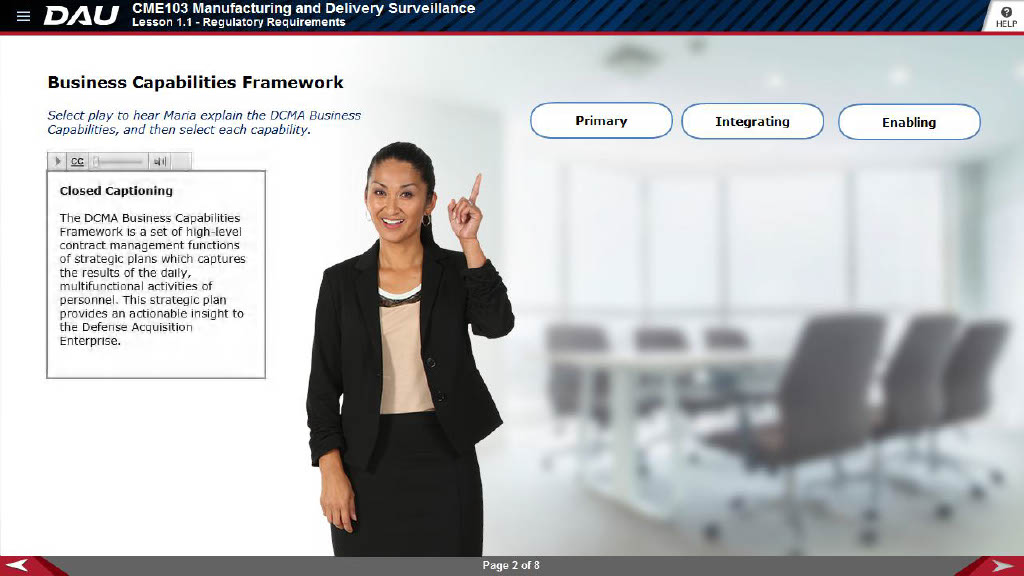 DAU
CME103 Manufacturing and Delivery Surveillance
Lesson 1.1 - Regulatory Requirements
HELP
Business Capabilities Framework
Select play to hear Maria explain the DCMA Business
Capabilities, and then select each capability.
Primary
Integrating
Enabling
CC
Closed Captioning
The DCMA Business Capabilities
Framework is a set of high-level
contract management functions
of strategic plans which captures
the results of the daily,
multifunctional activities of
personnel. This strategic plan
provides an actionable insight to
the Defense Acquisition
Enterprise.
Page 2 of 8